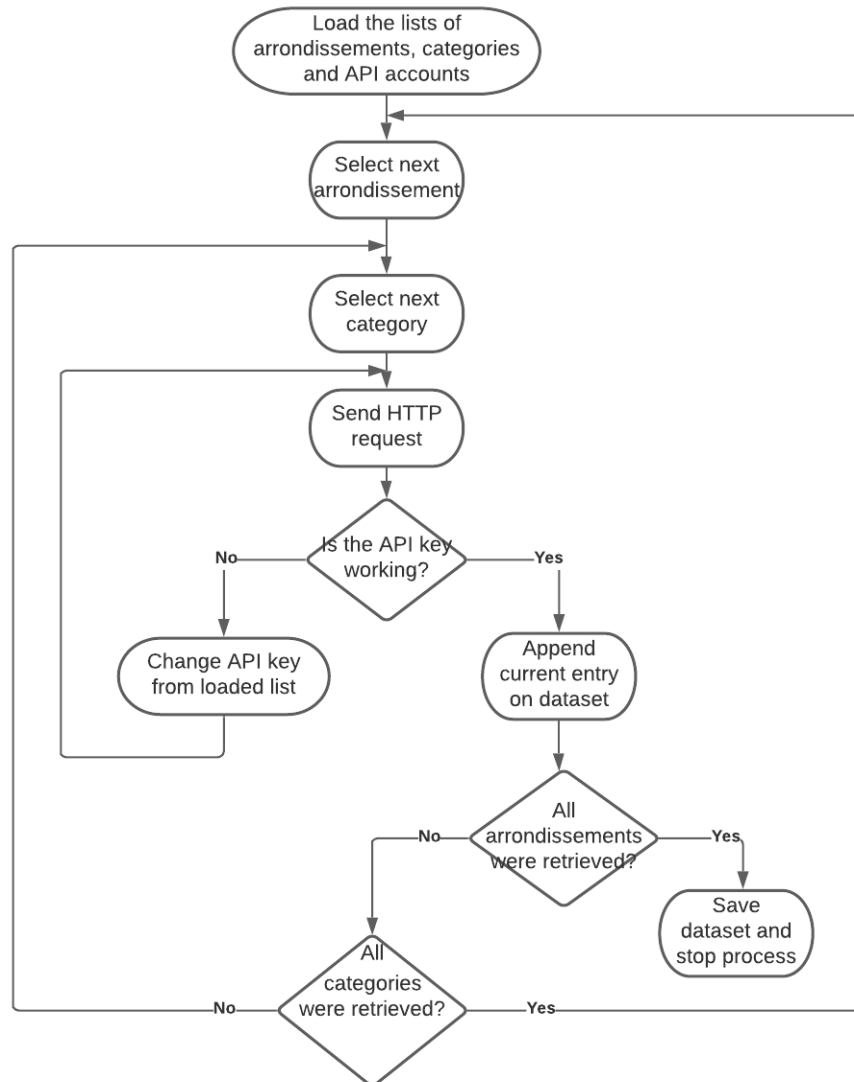 Load the lists of
arrondissements, categories
and API accounts
Select next
arrondissement
Select next
category
Send HTTP
request
Is the API key
working?
No
Yes
Change API key
from loaded list
Append
current entry
on dataset
All
arrondissements
were retrieved?
No
Yes
Save
dataset and
stop process
All
categories
were retrieved?
No
Yes